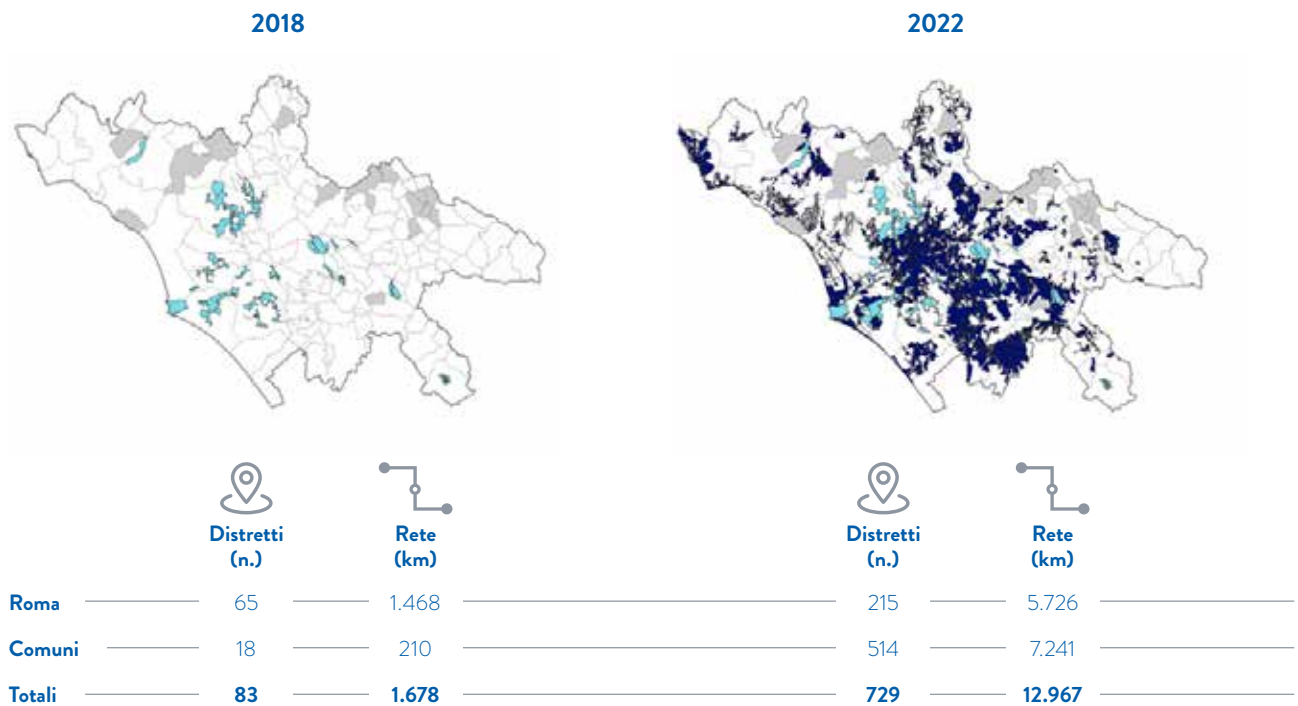 2018 2022
Distretti (n.) Rete (km) Distretti (n.) Rete (km)
Roma 65 1.468 215 5.726
Comuni 18 210 514 7.241
Totali 83 1.678 729 12.967